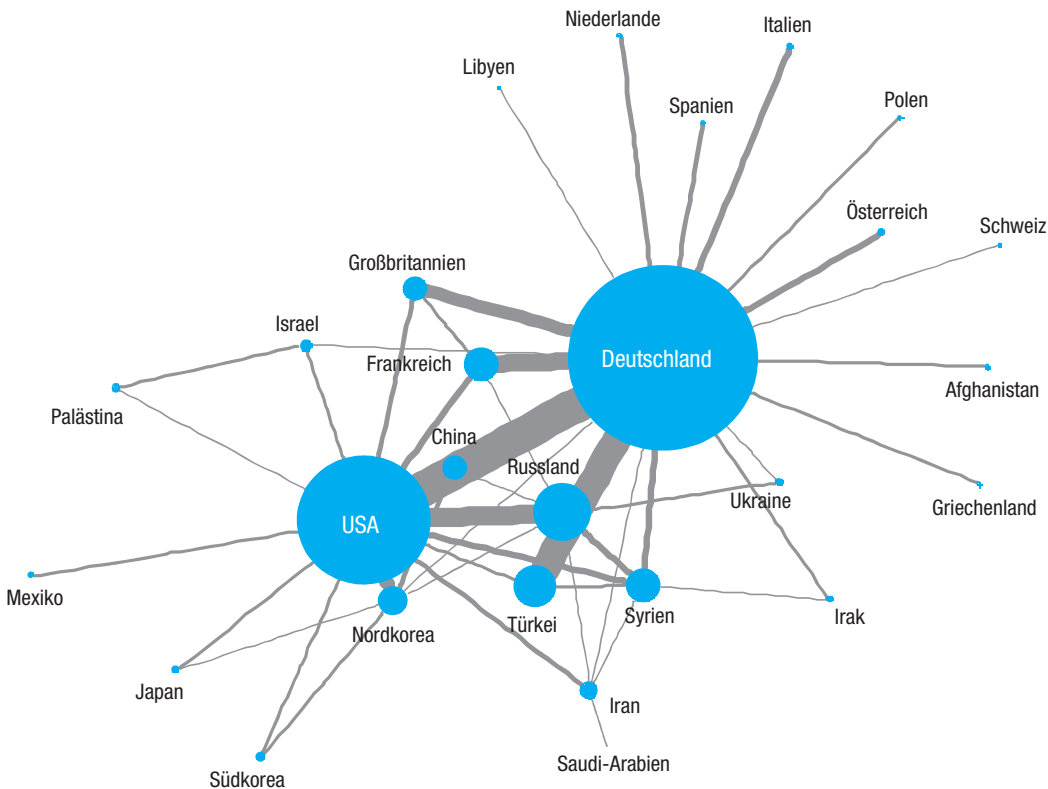 Niederlande
Italien
Libyen
Spanien
Polen
Österreich
Schweiz
Großbritannien
Israel
Frankreich
Deutschland
Afghanistan
Palästina
China
Russland
Ukraine
Griechenland
USA
Mexiko
Nordkorea
Türkei
Syrien
Irak
Japan
Iran
Saudi-Arabien
Südkorea